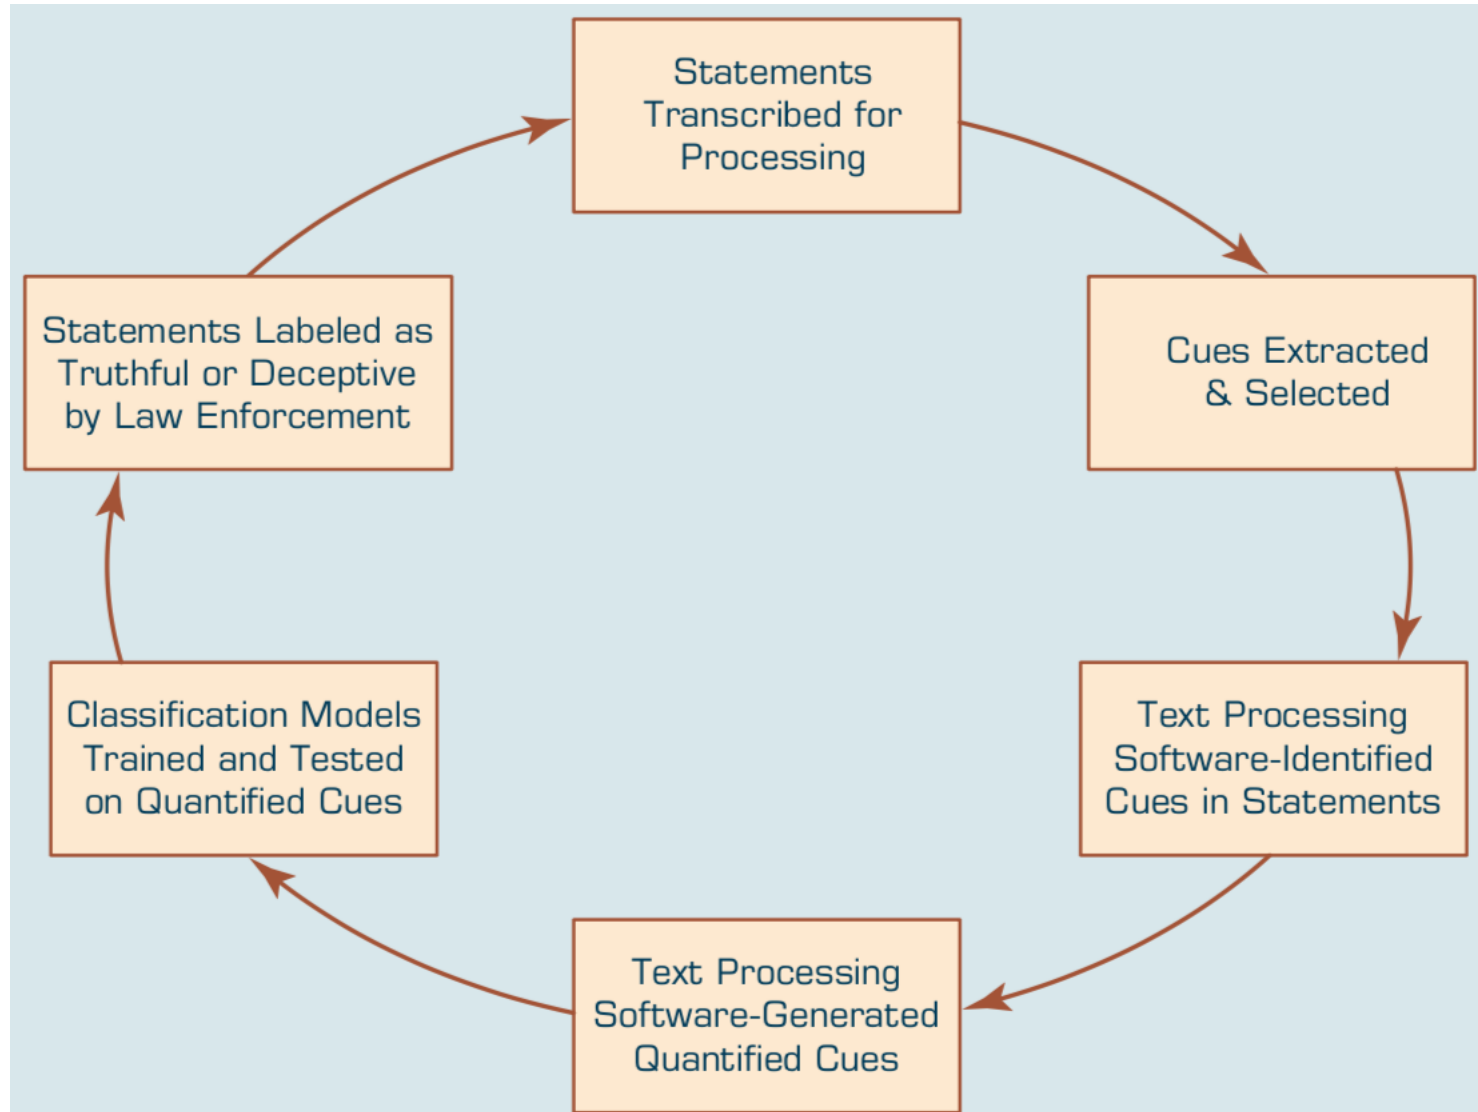 Statements
Transcribed for
Processing
Cues Extracted
& Selected
Text Processing
Software-Identified
Cues in Statements
Text Processing
Software-Generated
Quantified Cues
Classification Models
Trained and Tested
on Quantified Cues
Statements Labeled as
Truthful or Deceptive
by Law Enforcement